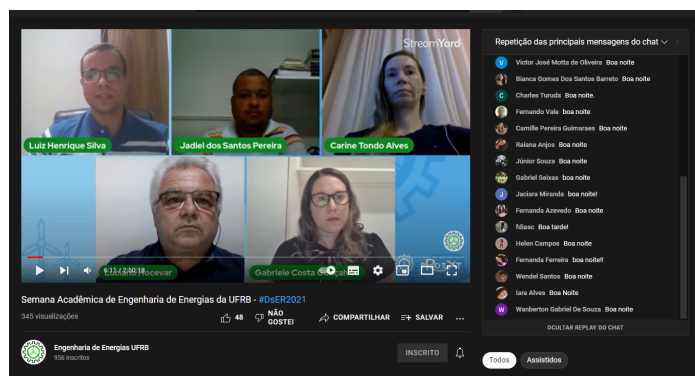 StreamYard
Luiz Henrique Silva
Jadiel dos Santos Pereira
Carine Tondo Alves
6:11 / 2:50:18
Gabriele Costa
Semana Acadêmica de Engenharia de Energias da UFRB - #DsER2021
345 visualizações
48
NÃO GOSTEI
COMPARTILHAR
SALVAR
Engenharia de Energias UFRB
956 inscritos
INSCRITO
Repetição das principais mensagens do chat
V Victor José Motta de Oliveira Boa noite
Bianca Gomes Dos Santos Barreto Boa noite
C Charles Turuda Boa noite.
Fernando Vale boa noite
Camille Pereira Guimaraes Boa noite
Raiana Anjos Boa noite
Júnior Souza Boa noite
Gabriel Seixas boa noite
J Jaciara Miranda boa noite!
Fernanda Azevedo Boa noite
fdiasc Boa tarde!
Helen Campos Boa noite
Fernanda Ferreira boa noite!!
Wendel Santos Boa noite
Iara Alves Boa Noite
W Wanberton Gabriel De Souza Boa noite
OCULTAR REPLAY DO CHAT
Todos
Assistidos